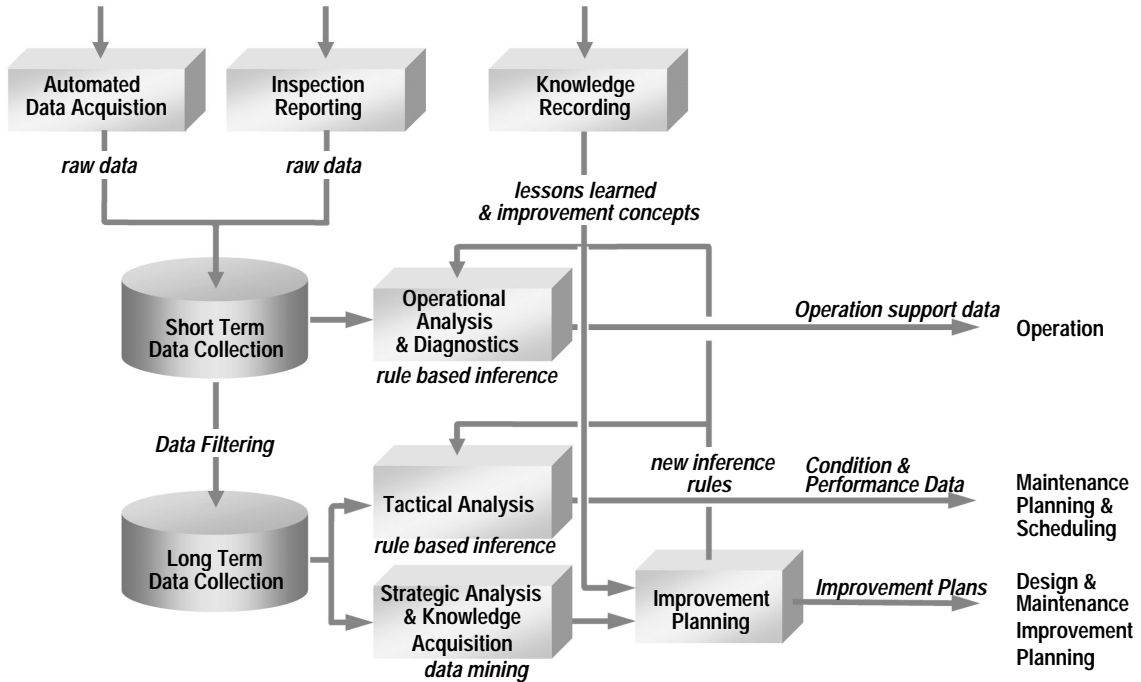 Automated
Data Acquistion
Inspection
Reporting
Knowledge
Recording
raw data
raw data
lessons learned
& improvement concepts
Short Term
Data Collection
Operational
Analysis
& Diagnostics
rule based inference
Operation support data
Operation
Data Filtering
Tactical Analysis
rule based inference
new inference
rules
Condition &
Performance Data
Maintenance
Planning &
Scheduling
Long Term
Data Collection
Strategic Analysis
& Knowledge
Acquisition
data mining
Improvement
Planning
Improvement Plans
Design &
Maintenance
Improvement
Planning